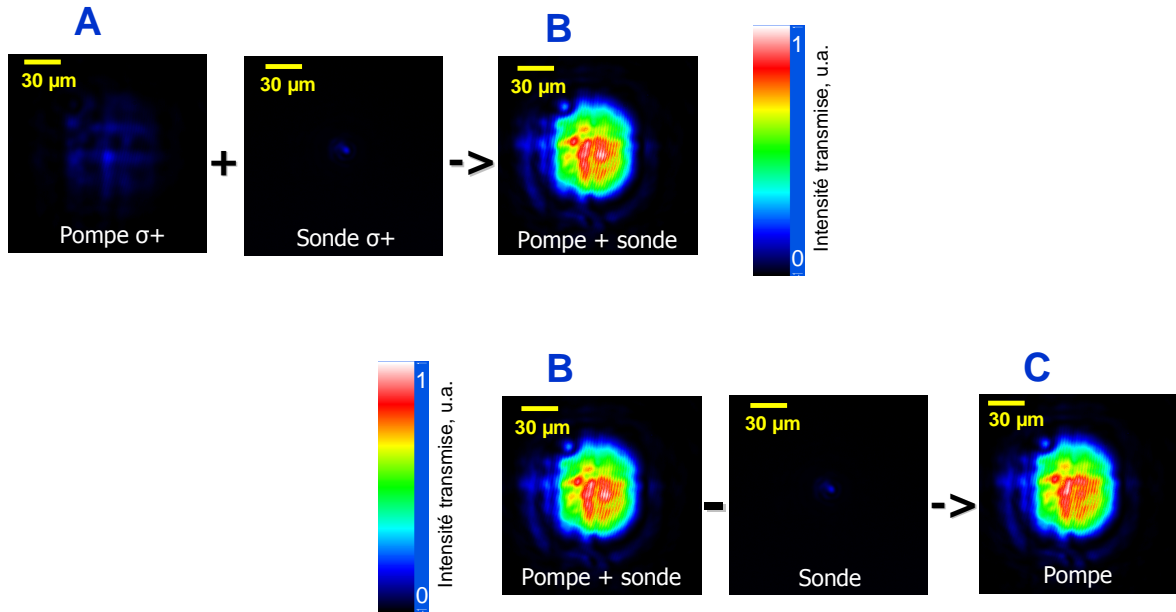 A
B
30 µm
30 µm
30 µm
+
->
Pompe σ+
Sonde σ+
Pompe + sonde
1
0
Intensité transmise, u.a.
B
C
1
0
Intensité transmise, u.a.
30 µm
30 µm
30 µm
-
->
Pompe + sonde
Sonde
Pompe